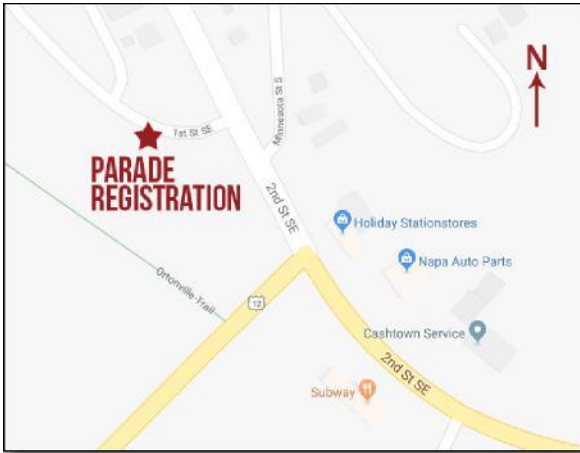 N
1st St SE
Minnesota St S
PARADE
REGISTRATION
2nd St SE
Holiday Stationstores
Napa Auto Parts
Ortonville-Trail
12
Cashtown Service
2nd St SE
Subway